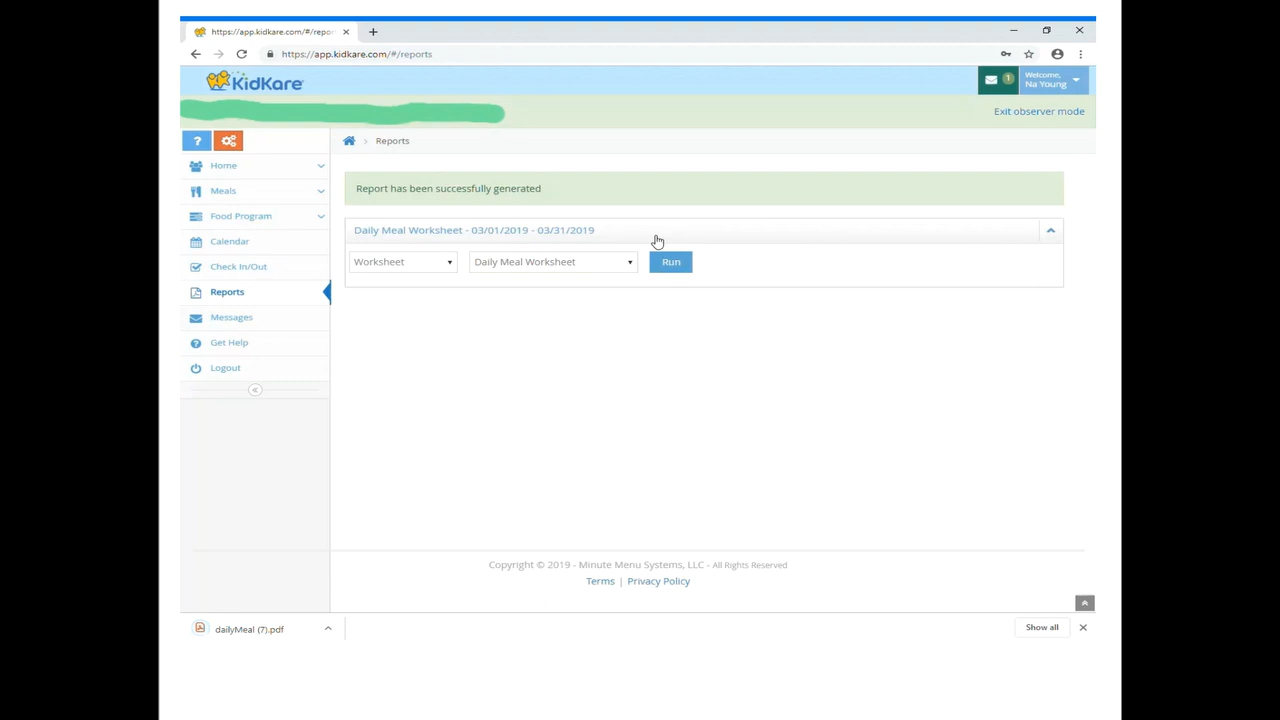 https://app.kidkare.com/#/repor
https://app.kidkare.com/#/reports
KidKare
1
Welcome,
Na Young
Exit observer mode
?
Reports
Home
Meals
Food Program
Calendar
Check In/Out
Reports
Messages
Get Help
Logout
Report has been successfully generated
Daily Meal Worksheet - 03/01/2019 - 03/31/2019
Worksheet
Daily Meal Worksheet
Run
Copyright © 2019 - Minute Menu Systems, LLC - All Rights Reserved
Terms | Privacy Policy
dailyMeal (7).pdf
Show all